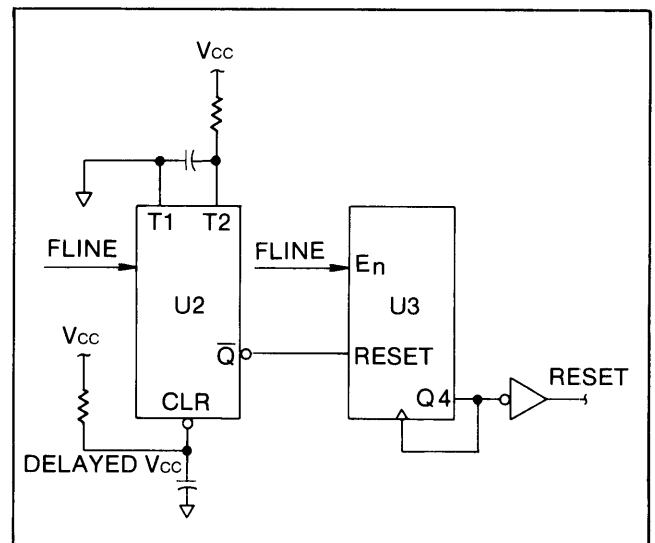 Vcc
T1 T2
FLINE
U2
Q̅
CLR
Vcc
DELAYED Vcc
FLINE
En
U3
RESET
Q4
RESET